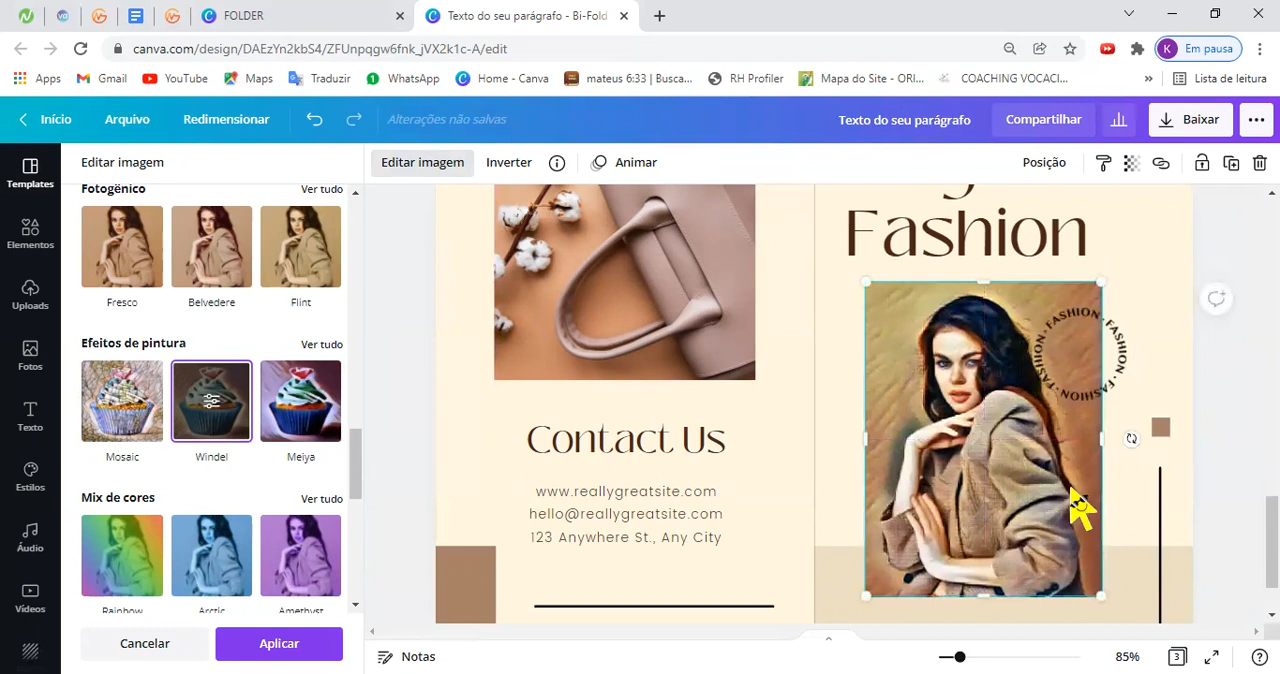 FOLDER
Texto do seu parágrafo - Bi-Fold
canva.com/design/DAEzYn2kbS4/ZFUnpqgw6fnk_jVX2k1c-A/edit
K Em pausa
Apps
Gmail
YouTube
Maps
Traduzir
WhatsApp
Home - Canva
mateus 6:33 | Busca...
RH Profiler
Mapa do Site - ORI...
COACHING VOCACI...
»
Lista de leitura
Início
Arquivo
Redimensionar
Alterações não salvas
Texto do seu parágrafo
Compartilhar
Baixar
Templates
Elementos
Uploads
Fotos
Texto
Estilos
Áudio
Vídeos
Editar imagem
Editar imagem
Inverter
Animar
Posição
Fotogênico
Ver tudo
Fresco
Belvedere
Flint
Efeitos de pintura
Ver tudo
Mosaic
Windel
Meiya
Mix de cores
Ver tudo
Rainbow
Arctic
Amethyst
Cancelar
Aplicar
Fashion
FASHION · FASHION · FASHION · FASHION
Contact Us
www.reallygreatsite.com
hello@reallygreatsite.com
123 Anywhere St., Any City
Notas
85%
3